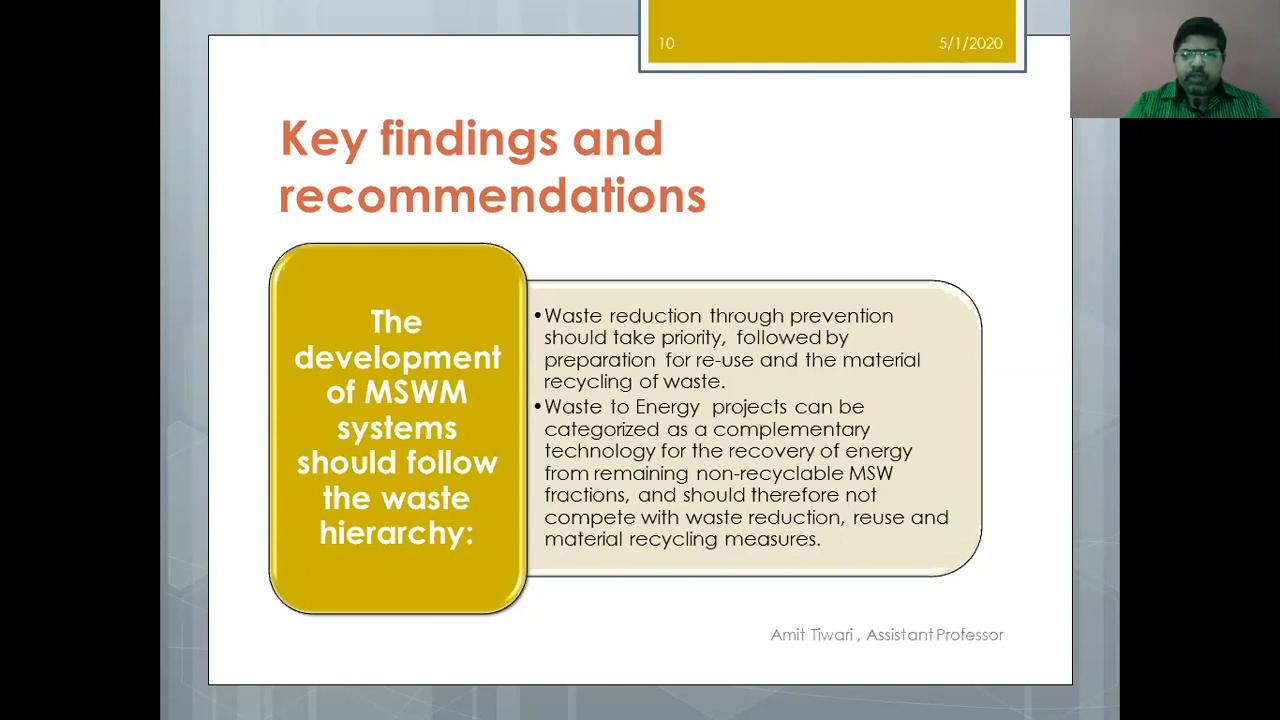 10 5/1/2020
Key findings and
recommendations
The
development
of MSWM
systems
should follow
the waste
hierarchy:
•Waste reduction through prevention
should take priority, followed by
preparation for re-use and the material
recycling of waste.
•Waste to Energy projects can be
categorized as a complementary
technology for the recovery of energy
from remaining non-recyclable MSW
fractions, and should therefore not
compete with waste reduction, reuse and
material recycling measures.
Amit Tiwari , Assistant Professor